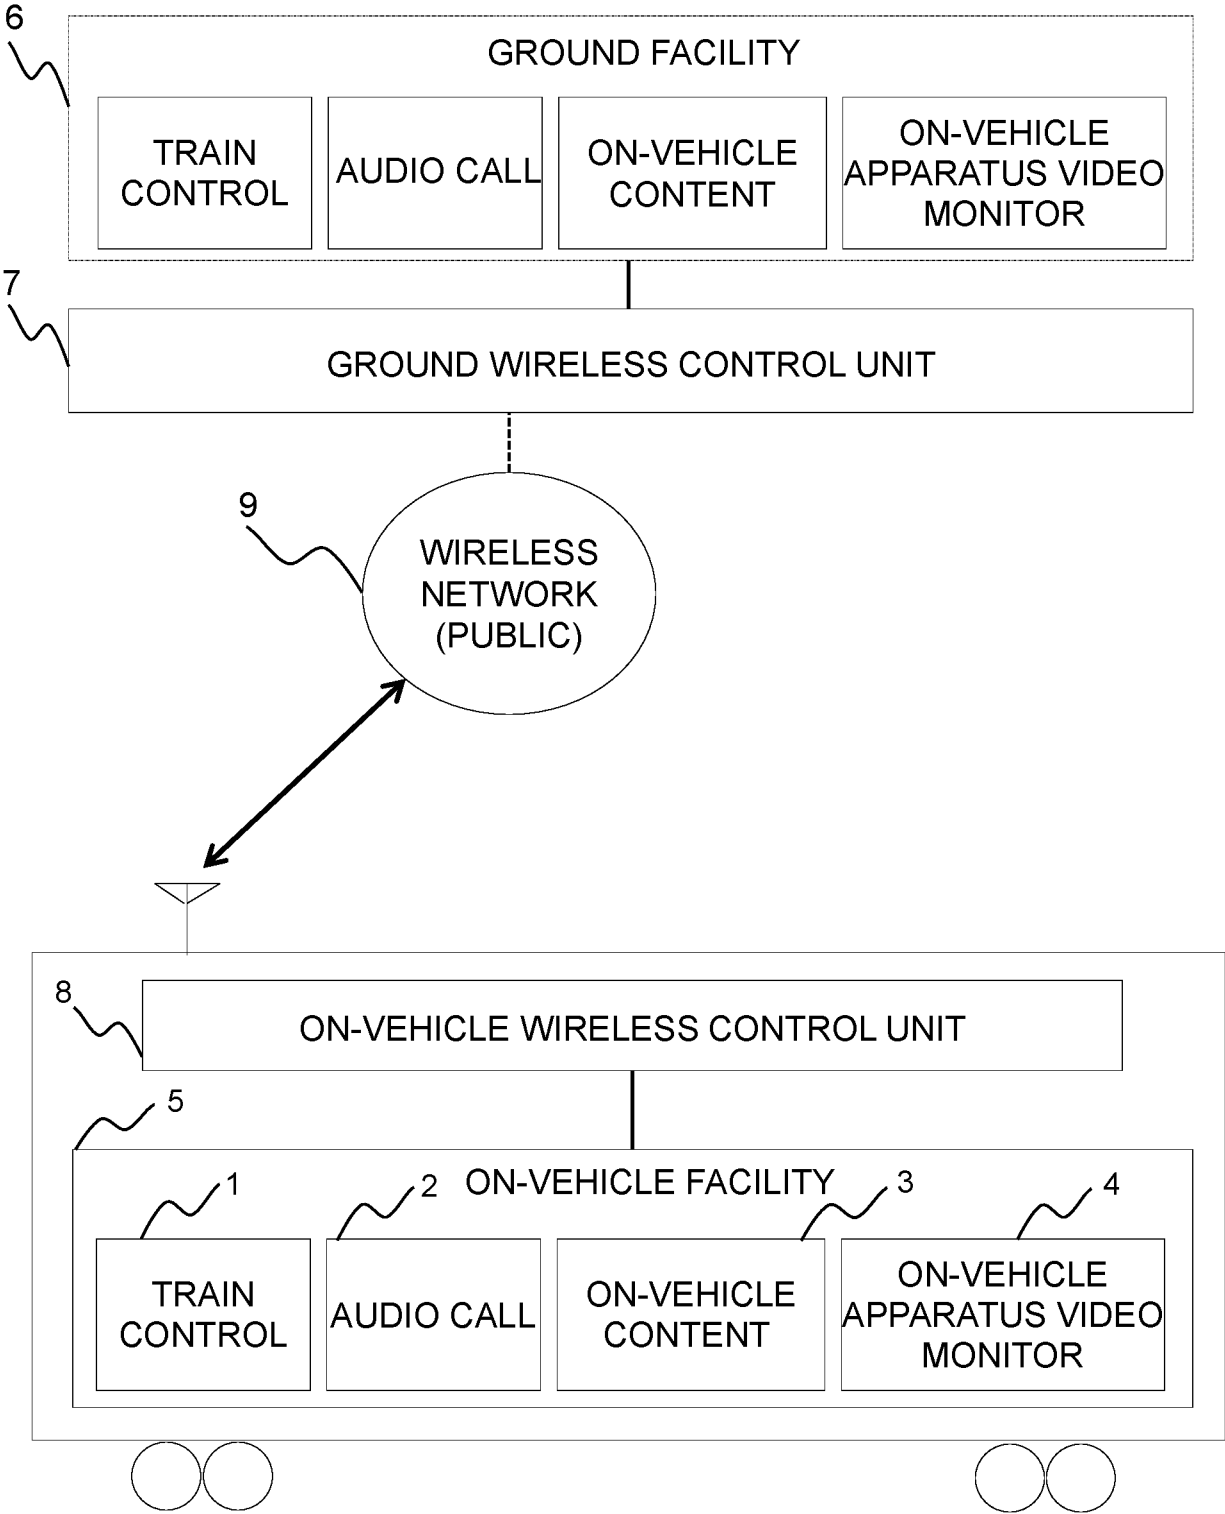 6
GROUND FACILITY
TRAIN
CONTROL
AUDIO CALL
ON-VEHICLE
CONTENT
ON-VEHICLE
APPARATUS VIDEO
MONITOR
7
GROUND WIRELESS CONTROL UNIT
9
WIRELESS
NETWORK
(PUBLIC)
8
ON-VEHICLE WIRELESS CONTROL UNIT
5
ON-VEHICLE FACILITY
1
2
3
4
TRAIN
CONTROL
AUDIO CALL
ON-VEHICLE
CONTENT
ON-VEHICLE
APPARATUS VIDEO
MONITOR